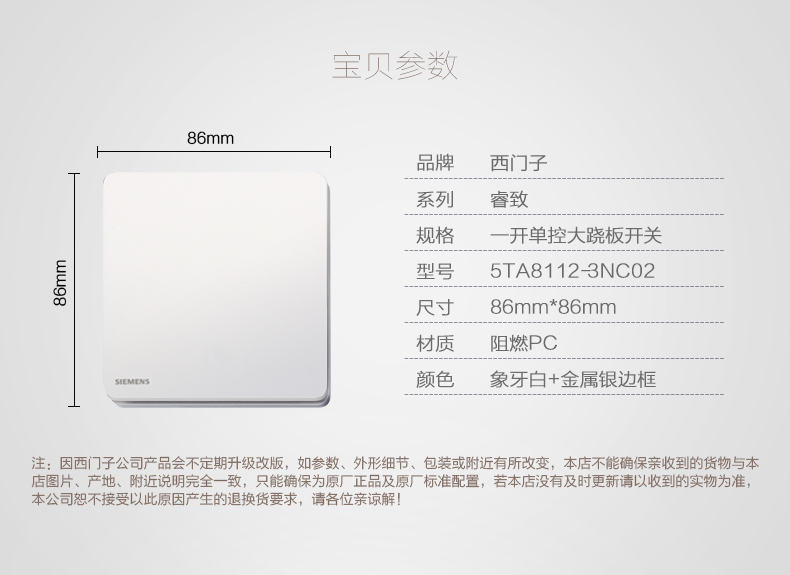 宝贝参数
86mm
86mm
SIEMENS
品牌 西门子
系列 睿致
规格 一开单控大跷板开关
型号 5TA8112-3NC02
尺寸 86mm*86mm
材质 阻燃PC
颜色 象牙白+金属银边框
注：因西门子公司产品会不定期升级改版，如参数、外形细节、包装或附近有所改变，本店不能确保亲收到的货物与本
店图片、产地、附近说明完全一致，只能确保为原厂正品及原厂标准配置，若本店没有及时更新请以收到的实物为准，
本公司恕不接受以此原因产生的退换货要求，请各位亲谅解！